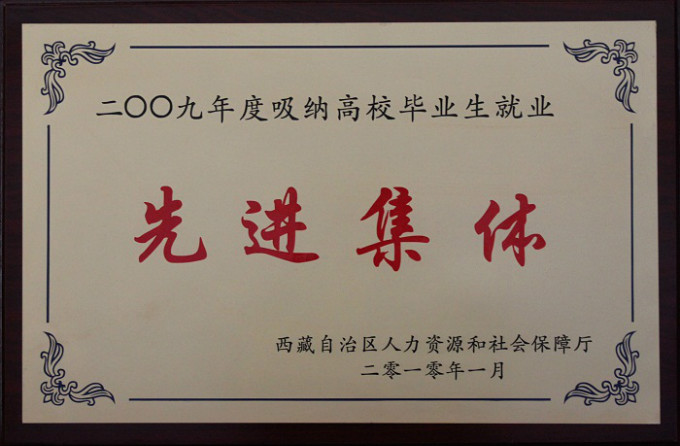 二〇〇九年度吸纳高校毕业生就业
先进集体
西藏自治区人力资源和社会保障厅
二零一零年一月